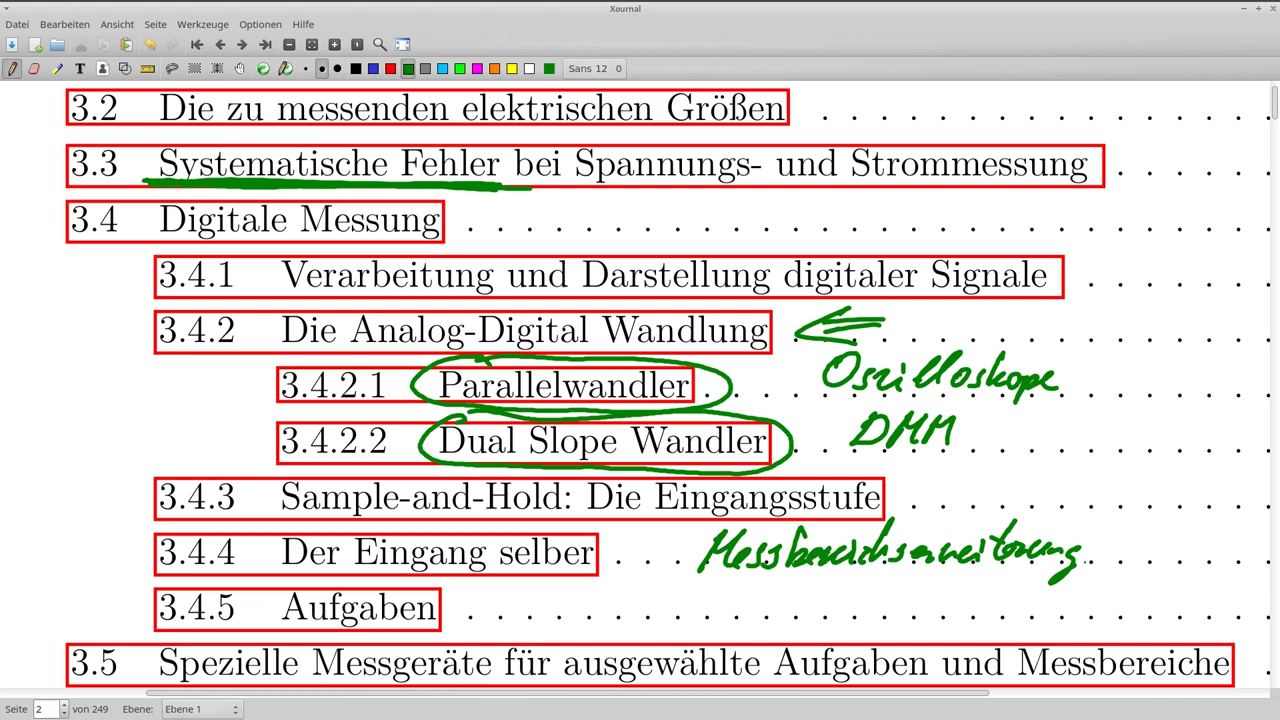 Xournal
Datei Bearbeiten Ansicht Seite Werkzeuge Optionen Hilfe
Sans 12 0
3.2 Die zu messenden elektrischen Größen . . . . . . . . . . . . . . . .
3.3 Systematische Fehler bei Spannungs- und Strommessung . . . . . .
3.4 Digitale Messung . . . . . . . . . . . . . . . . . . . . . . . . . . . .
3.4.1 Verarbeitung und Darstellung digitaler Signale . . . . . . .
3.4.2 Die Analog-Digital Wandlung . . . . . . . . . . . . . . . . .
Oszilloskope
3.4.2.1 Parallelwandler . . . . . . . . . . . . . . . . . . . .
DMM
3.4.2.2 Dual Slope Wandler . . . . . . . . . . . . . . . . .
3.4.3 Sample-and-Hold: Die Eingangsstufe . . . . . . . . . . . . .
3.4.4 Der Eingang selber . . . Messbereichserweiterung . . . . . . .
3.4.5 Aufgaben . . . . . . . . . . . . . . . . . . . . . . . . . . . .
3.5 Spezielle Messgeräte für ausgewählte Aufgaben und Messbereiche .
Seite 2 von 249 Ebene: Ebene 1